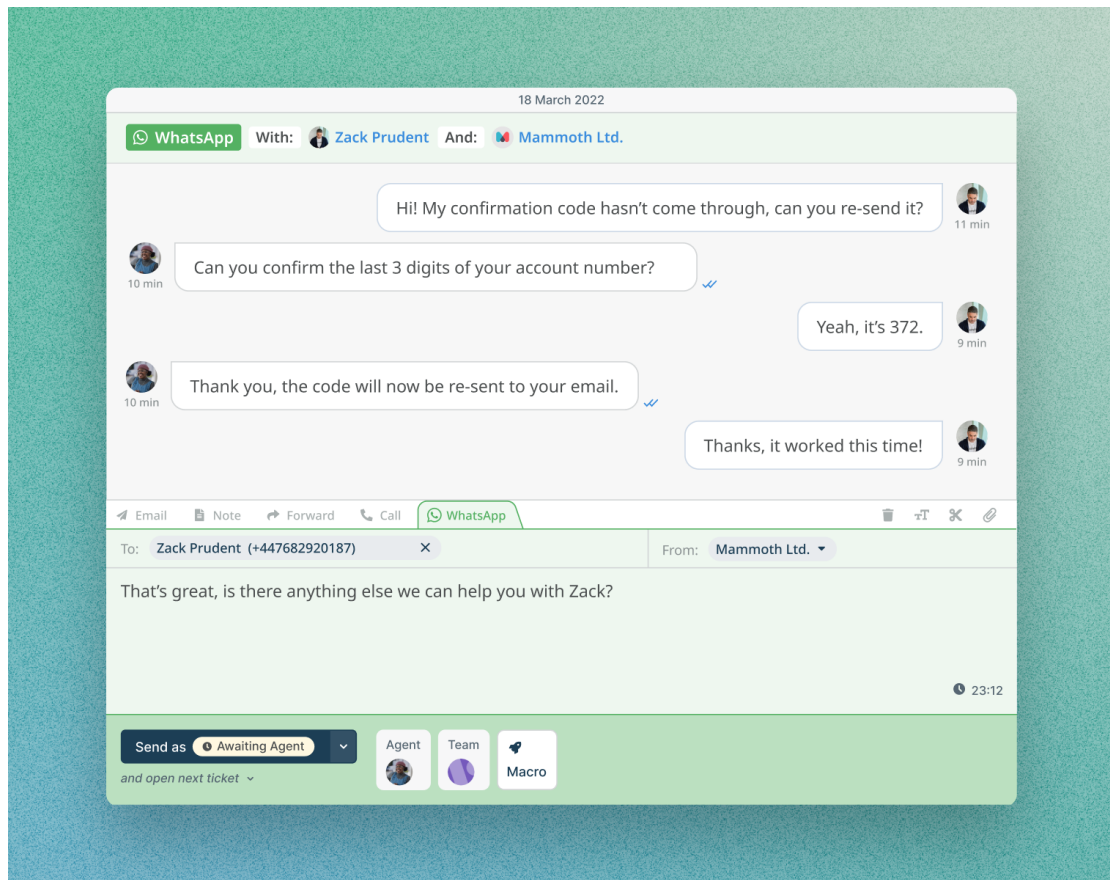 18 March 2022
WhatsApp With: Zack Prudent And: Mammoth Ltd.
Hi! My confirmation code hasn’t come through, can you re-send it?
11 min
Can you confirm the last 3 digits of your account number?
10 min
Yeah, it’s 372.
9 min
Thank you, the code will now be re-sent to your email.
10 min
Thanks, it worked this time!
9 min
Email Note Forward Call WhatsApp
To: Zack Prudent (+447682920187) From: Mammoth Ltd.
That’s great, is there anything else we can help you with Zack?
23:12
Send as Awaiting Agent
and open next ticket
Agent Team
Macro